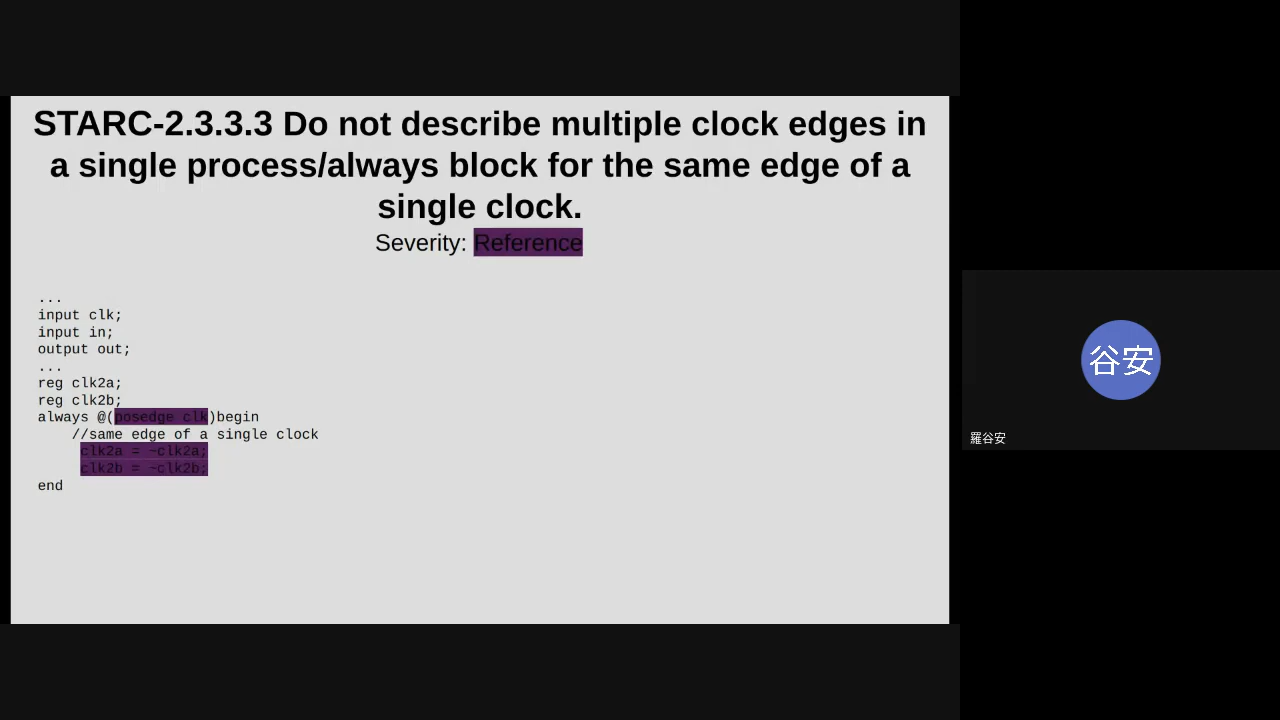 STARC-2.3.3.3 Do not describe multiple clock edges in
a single process/always block for the same edge of a
single clock.
Severity: Reference
...
input clk;
input in;
output out;
...
reg clk2a;
reg clk2b;
always @(posedge clk)begin
//same edge of a single clock
clk2a = ~clk2a;
clk2b = ~clk2b;
end
谷安
羅谷安